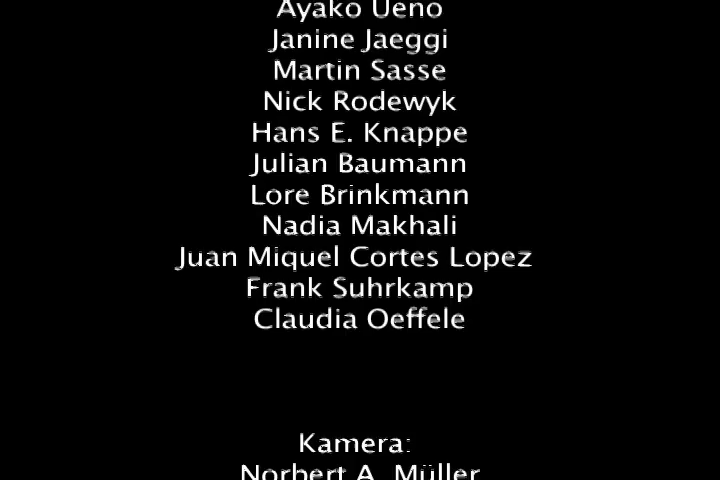 Ayako Ueno
Janine Jaeggi
Martin Sasse
Nick Rodewyk
Hans E. Knappe
Julian Baumann
Lore Brinkmann
Nadia Makhali
Juan Miquel Cortes Lopez
Frank Suhrkamp
Claudia Oeffele
Kamera:
Norbert A. Müller